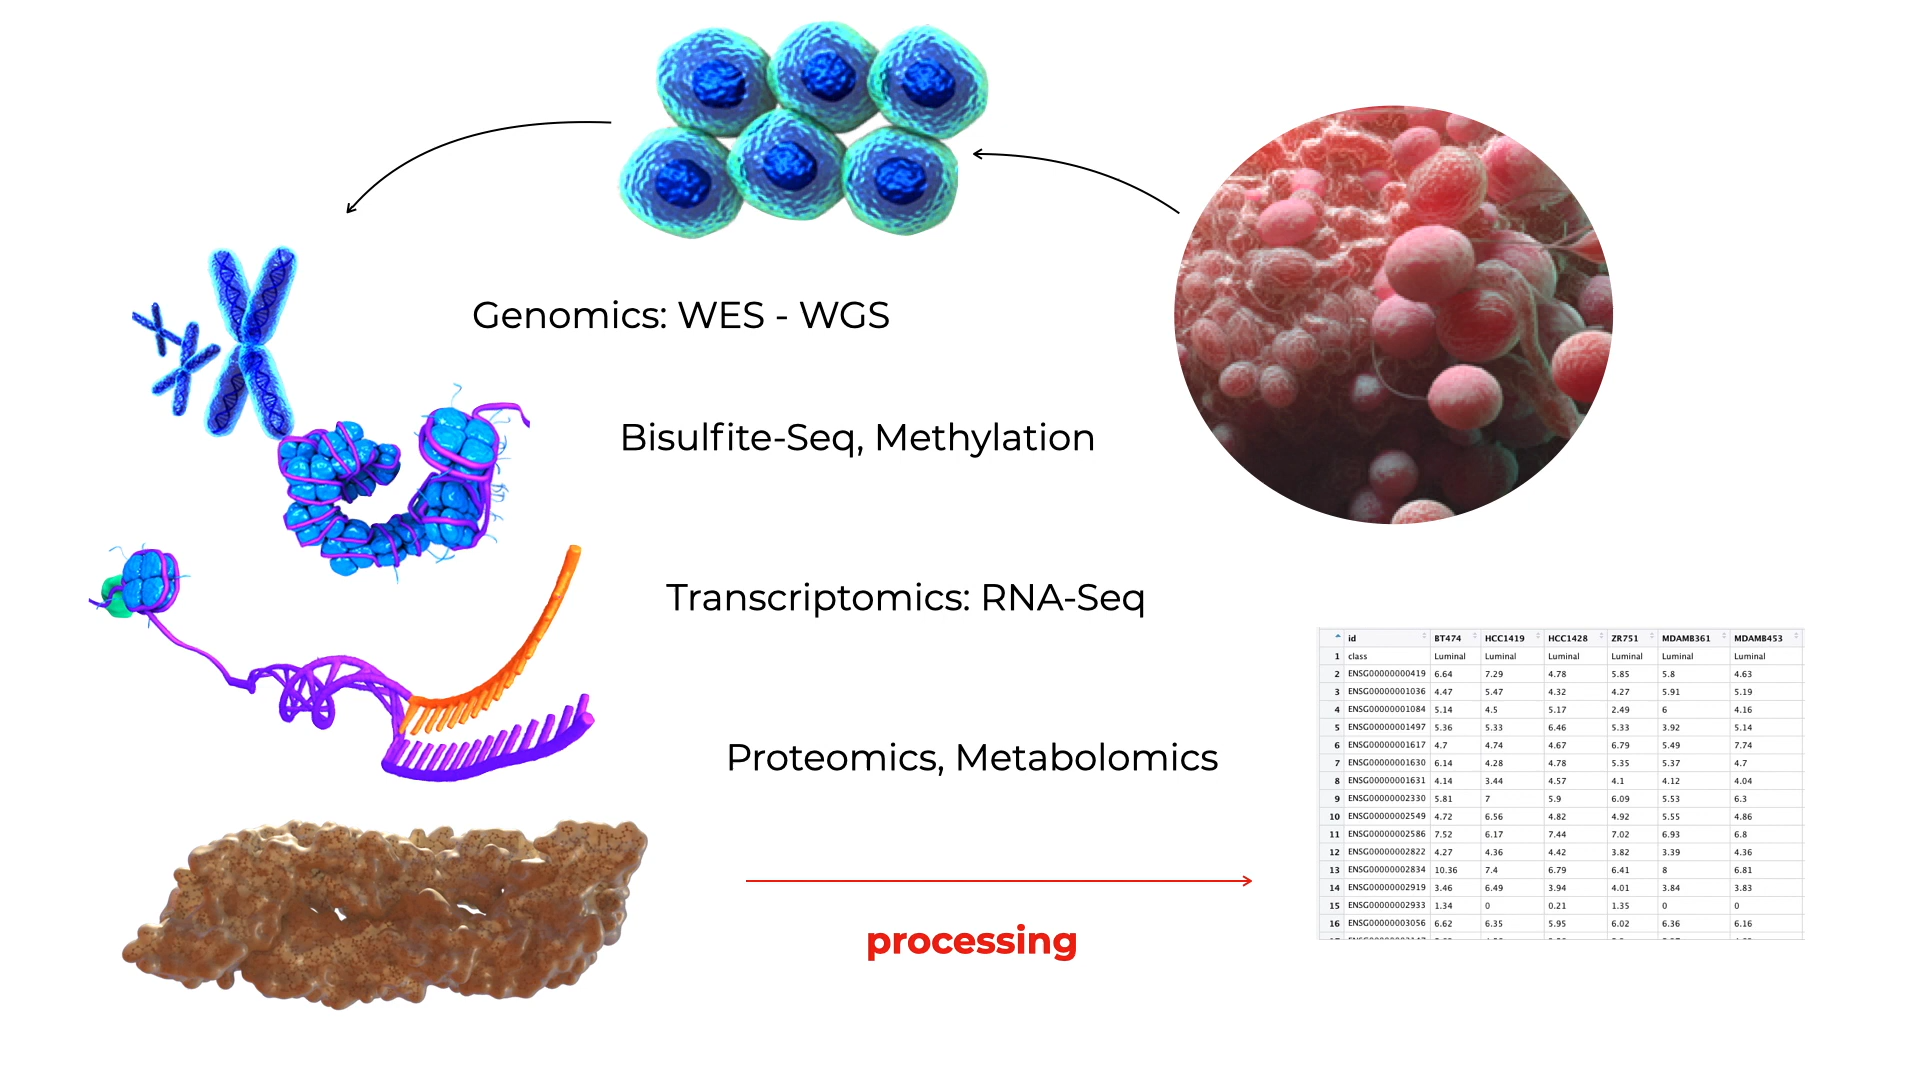 Genomics: WES - WGS
Bisulfite-Seq, Methylation
Transcriptomics: RNA-Seq
Proteomics, Metabolomics
processing
id BT474 HCC1419 HCC1428 ZR751 MDAMB361 MDAMB453
1 class Luminal Luminal Luminal Luminal Luminal Luminal
2 ENSG00000000419 6.64 7.29 4.78 5.85 5.8 4.63
3 ENSG00000001036 4.47 5.47 4.32 4.27 5.91 5.19
4 ENSG00000001084 5.14 4.5 5.17 2.49 6 4.16
5 ENSG00000001497 5.36 5.33 6.46 5.33 3.92 5.14
6 ENSG00000001617 4.7 4.74 4.67 6.79 5.49 7.74
7 ENSG00000001630 6.14 4.28 4.78 5.35 5.37 4.7
8 ENSG00000001631 4.14 3.44 4.57 4.1 4.12 4.04
9 ENSG00000002330 5.81 7 5.9 6.09 5.53 6.3
10 ENSG00000002549 4.72 6.56 4.82 4.92 5.55 4.86
11 ENSG00000002586 7.52 6.17 7.44 7.02 6.93 6.8
12 ENSG00000002822 4.27 4.36 4.42 3.82 3.39 4.36
13 ENSG00000002834 10.36 7.4 6.79 6.41 8 6.81
14 ENSG00000002919 3.46 6.49 3.94 4.01 3.84 3.83
15 ENSG00000002933 1.34 0 0.21 1.35 0 0
16 ENSG00000003056 6.62 6.35 5.95 6.02 6.36 6.16